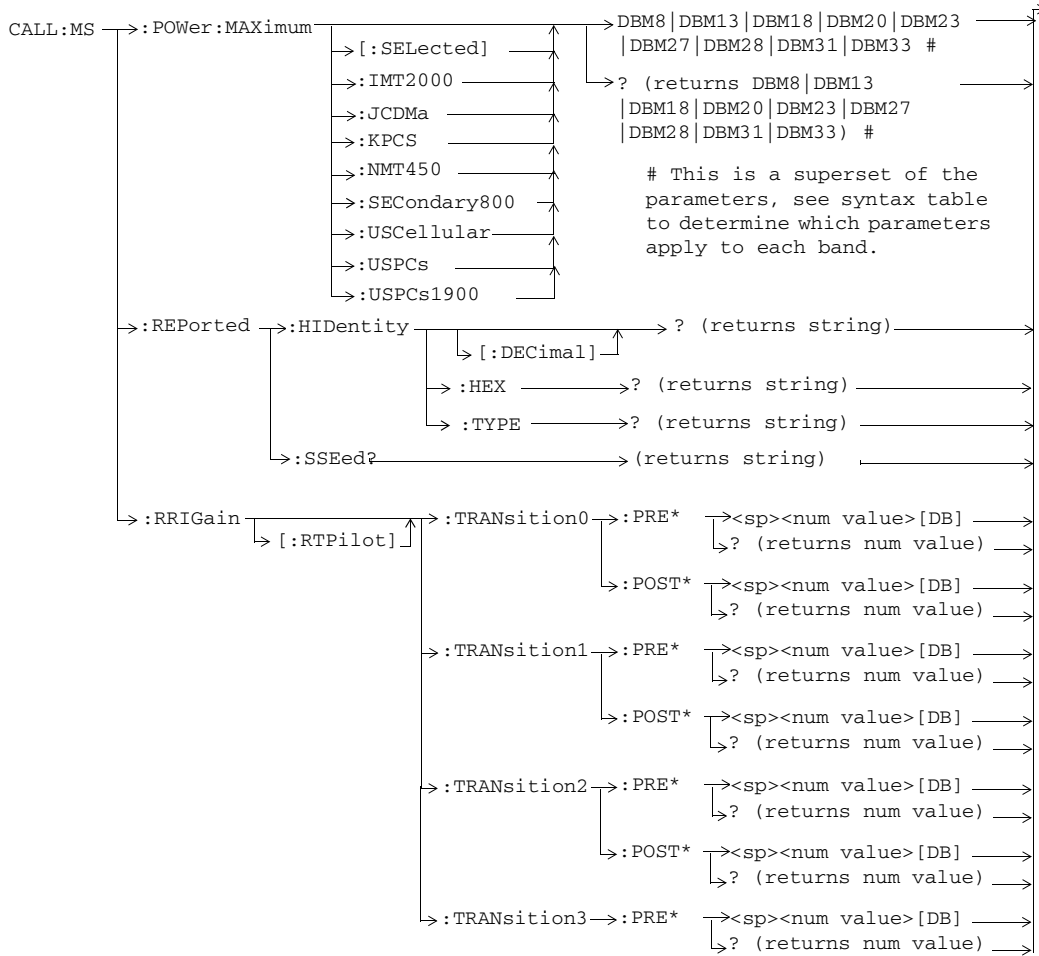 CALL:MS :POWer:MAXimum DBM8|DBM13|DBM18|DBM20|DBM23
|DBM27|DBM28|DBM31|DBM33 #
[:SELected]
:IMT2000 ? (returns DBM8|DBM13
|DBM18|DBM20|DBM23|DBM27
:JCDMa
|DBM28|DBM31|DBM33) #
:KPCS
:NMT450 # This is a superset of the
parameters, see syntax table
:SECondary800
to determine which parameters
:USCellular
apply to each band.
:USPCs
:USPCs1900
:REPorted :HIDentity ? (returns string)
[:DECimal]
:HEX ? (returns string)
:TYPE ? (returns string)
:SSEed? (returns string)
:RRIGain :TRANsition0 :PRE* <sp><num value>[DB]
[:RTPilot] ? (returns num value)
:POST* <sp><num value>[DB]
? (returns num value)
:TRANsition1 :PRE* <sp><num value>[DB]
? (returns num value)
:POST* <sp><num value>[DB]
? (returns num value)
:TRANsition2 :PRE* <sp><num value>[DB]
? (returns num value)
:POST* <sp><num value>[DB]
? (returns num value)
:TRANsition3 :PRE* <sp><num value>[DB]
? (returns num value)